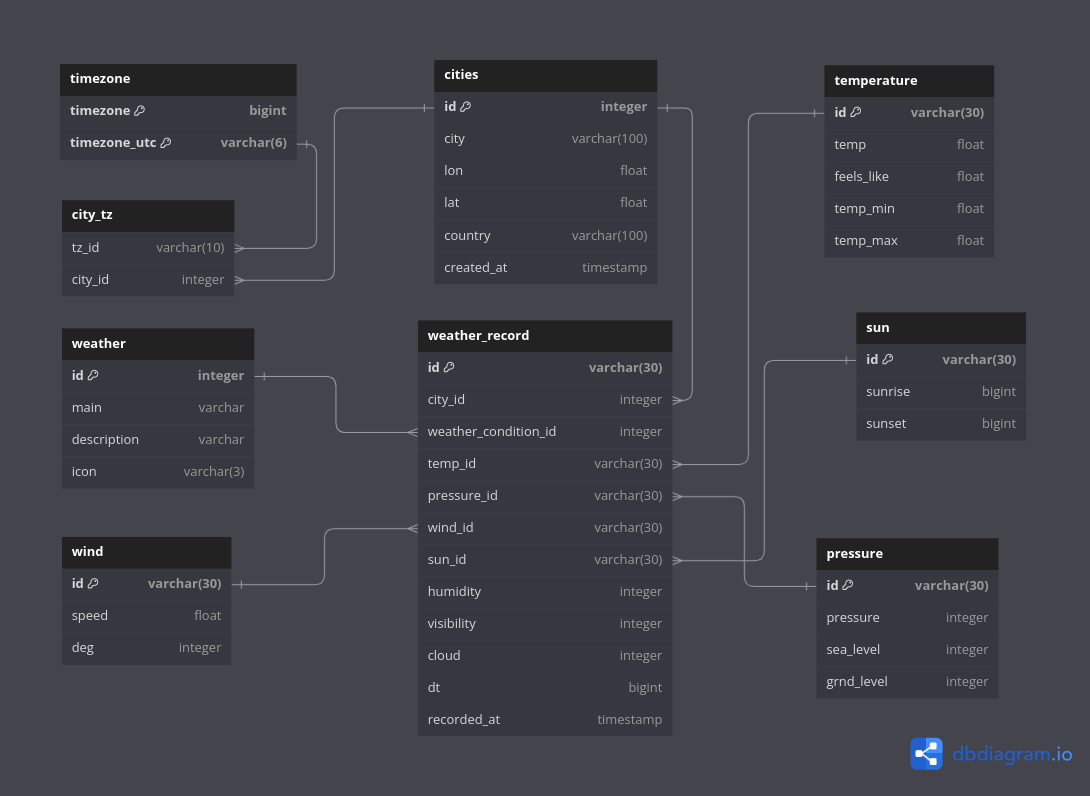 timezone
timezone bigint
timezone_utc varchar(6)
city_tz
tz_id varchar(10)
city_id integer
weather
id integer
main varchar
description varchar
icon varchar(3)
wind
id varchar(30)
speed float
deg integer
cities
id integer
city varchar(100)
lon float
lat float
country varchar(100)
created_at timestamp
weather_record
id varchar(30)
city_id integer
weather_condition_id integer
temp_id varchar(30)
pressure_id varchar(30)
wind_id varchar(30)
sun_id varchar(30)
humidity integer
visibility integer
cloud integer
dt bigint
recorded_at timestamp
temperature
id varchar(30)
temp float
feels_like float
temp_min float
temp_max float
sun
id varchar(30)
sunrise bigint
sunset bigint
pressure
id varchar(30)
pressure integer
sea_level integer
grnd_level integer
dbdiagram.io